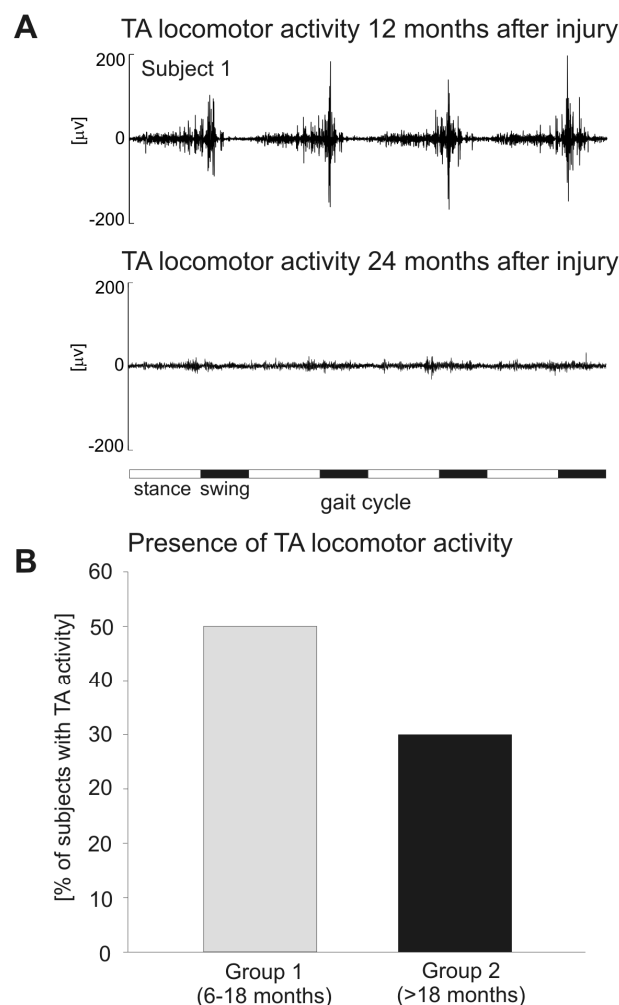 A
TA locomotor activity 12 months after injury
200
Subject 1
[μv]
0
-200
TA locomotor activity 24 months after injury
200
[μv]
0
-200
stance swing
gait cycle
B
Presence of TA locomotor activity
[% of subjects with TA activity]
60
50
40
30
20
20
10
0
Group 1
(6-18 months)
Group 2
(>18 months)